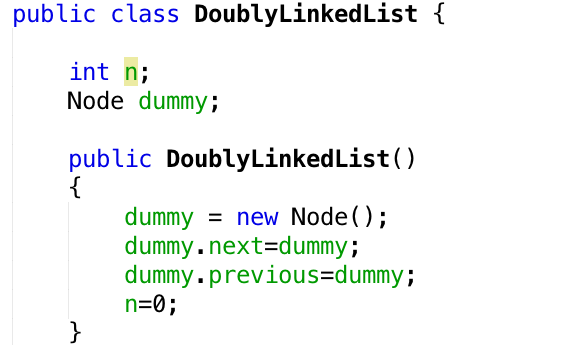 public class DoublyLinkedList {
int n;
Node dummy;
public DoublyLinkedList()
{
dummy = new Node();
dummy.next=dummy;
dummy.previous=dummy;
n=0;
}